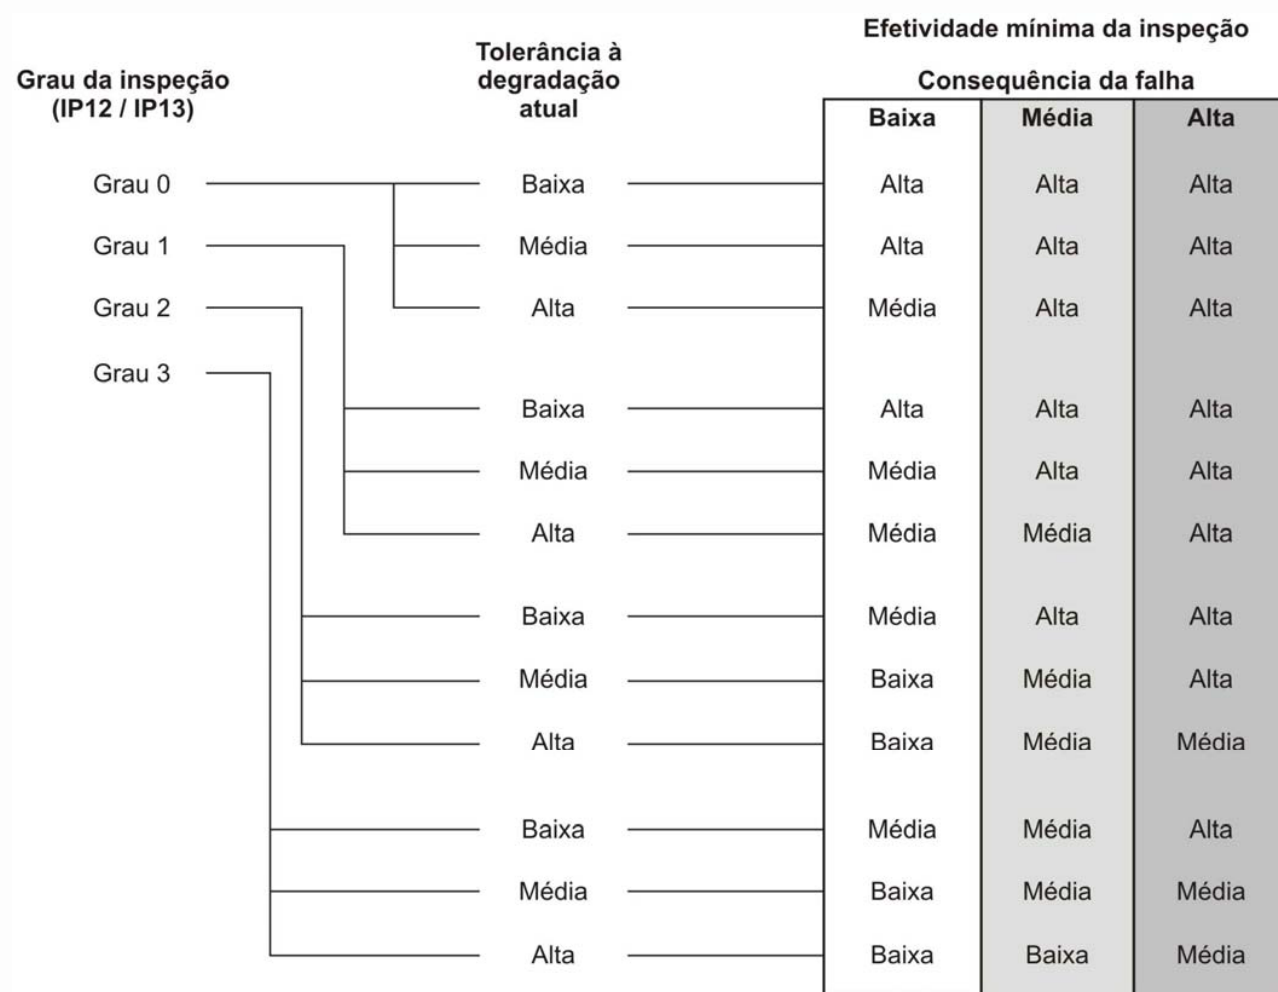 Efetividade mínima da inspeção
Grau da inspeção
(IP12 / IP13)
Tolerância à
degradação
atual
Consequência da falha
Baixa Média Alta
Grau 0 Baixa Alta Alta Alta
Grau 1 Média Alta Alta Alta
Grau 2 Alta Média Alta Alta
Grau 3
Baixa Alta Alta Alta
Média Média Alta Alta
Alta Média Média Alta
Baixa Média Alta Alta
Média Baixa Média Alta
Alta Baixa Média Média
Baixa Média Média Alta
Média Baixa Média Média
Alta Baixa Baixa Média